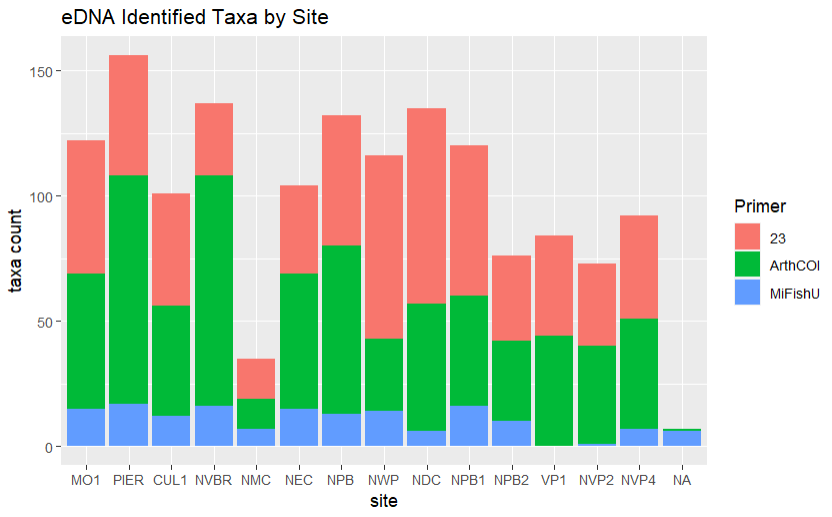 eDNA Identified Taxa by Site
taxa count
150
100
50
0
MO1 PIER CUL1 NVBR NMC NEC NPB NWP NDC NPB1 NPB2 VP1 NVP2 NVP4 NA
site
Primer
23
ArthCOI
MiFishU